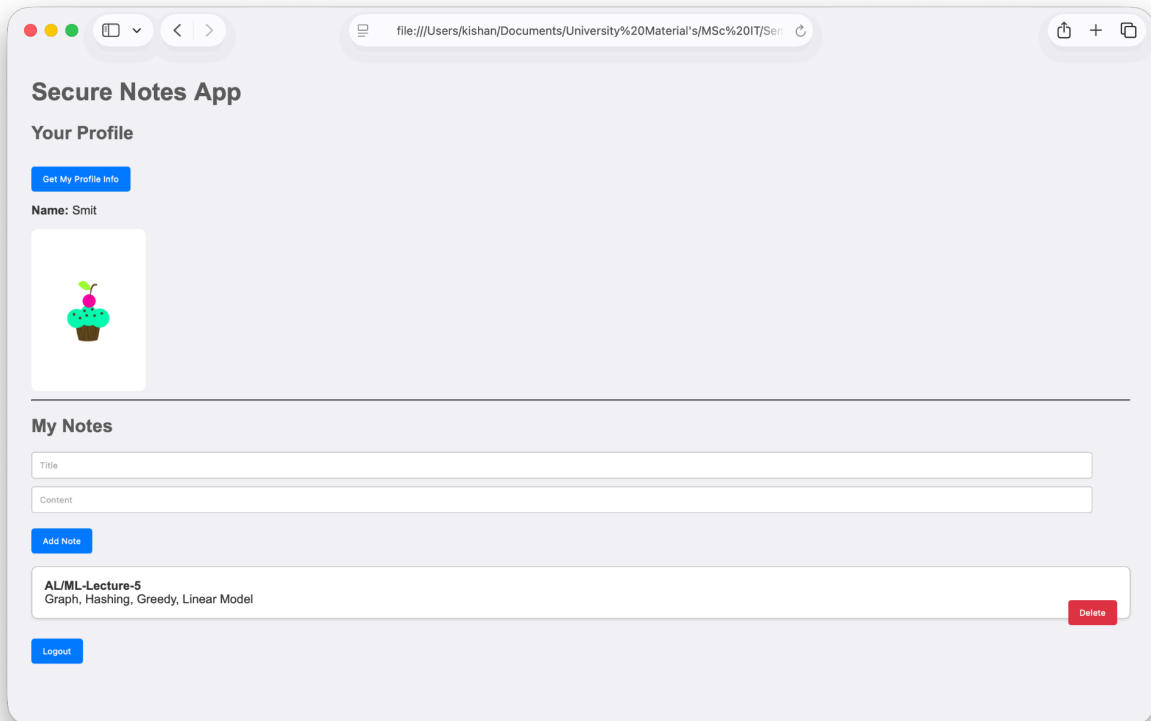 file:///Users/kishan/Documents/University%20Material's/MSc%20IT/Sem
Secure Notes App
Your Profile
Get My Profile Info
Name: Smit
My Notes
Title
Content
Add Note
AL/ML-Lecture-5
Graph, Hashing, Greedy, Linear Model
Delete
Logout